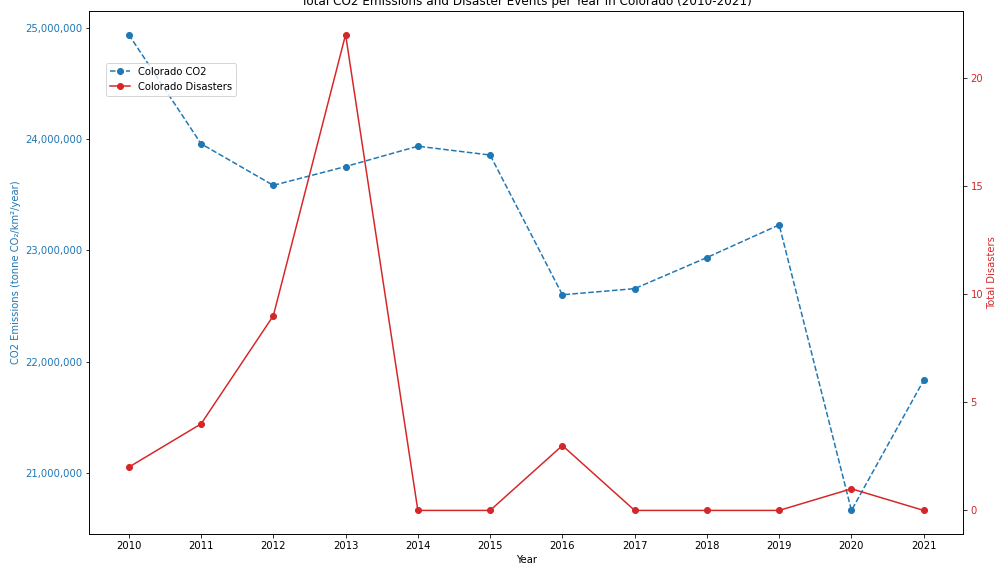 Total CO2 Emissions and Disaster Events per Year in Colorado (2010-2021)
25,000,000
24,000,000
23,000,000
22,000,000
21,000,000
CO2 Emissions (tonne CO₂/km²/year)
Colorado CO2
Colorado Disasters
20
15
10
5
0
Total Disasters
2010 2011 2012 2013 2014 2015 2016 2017 2018 2019 2020 2021
Year